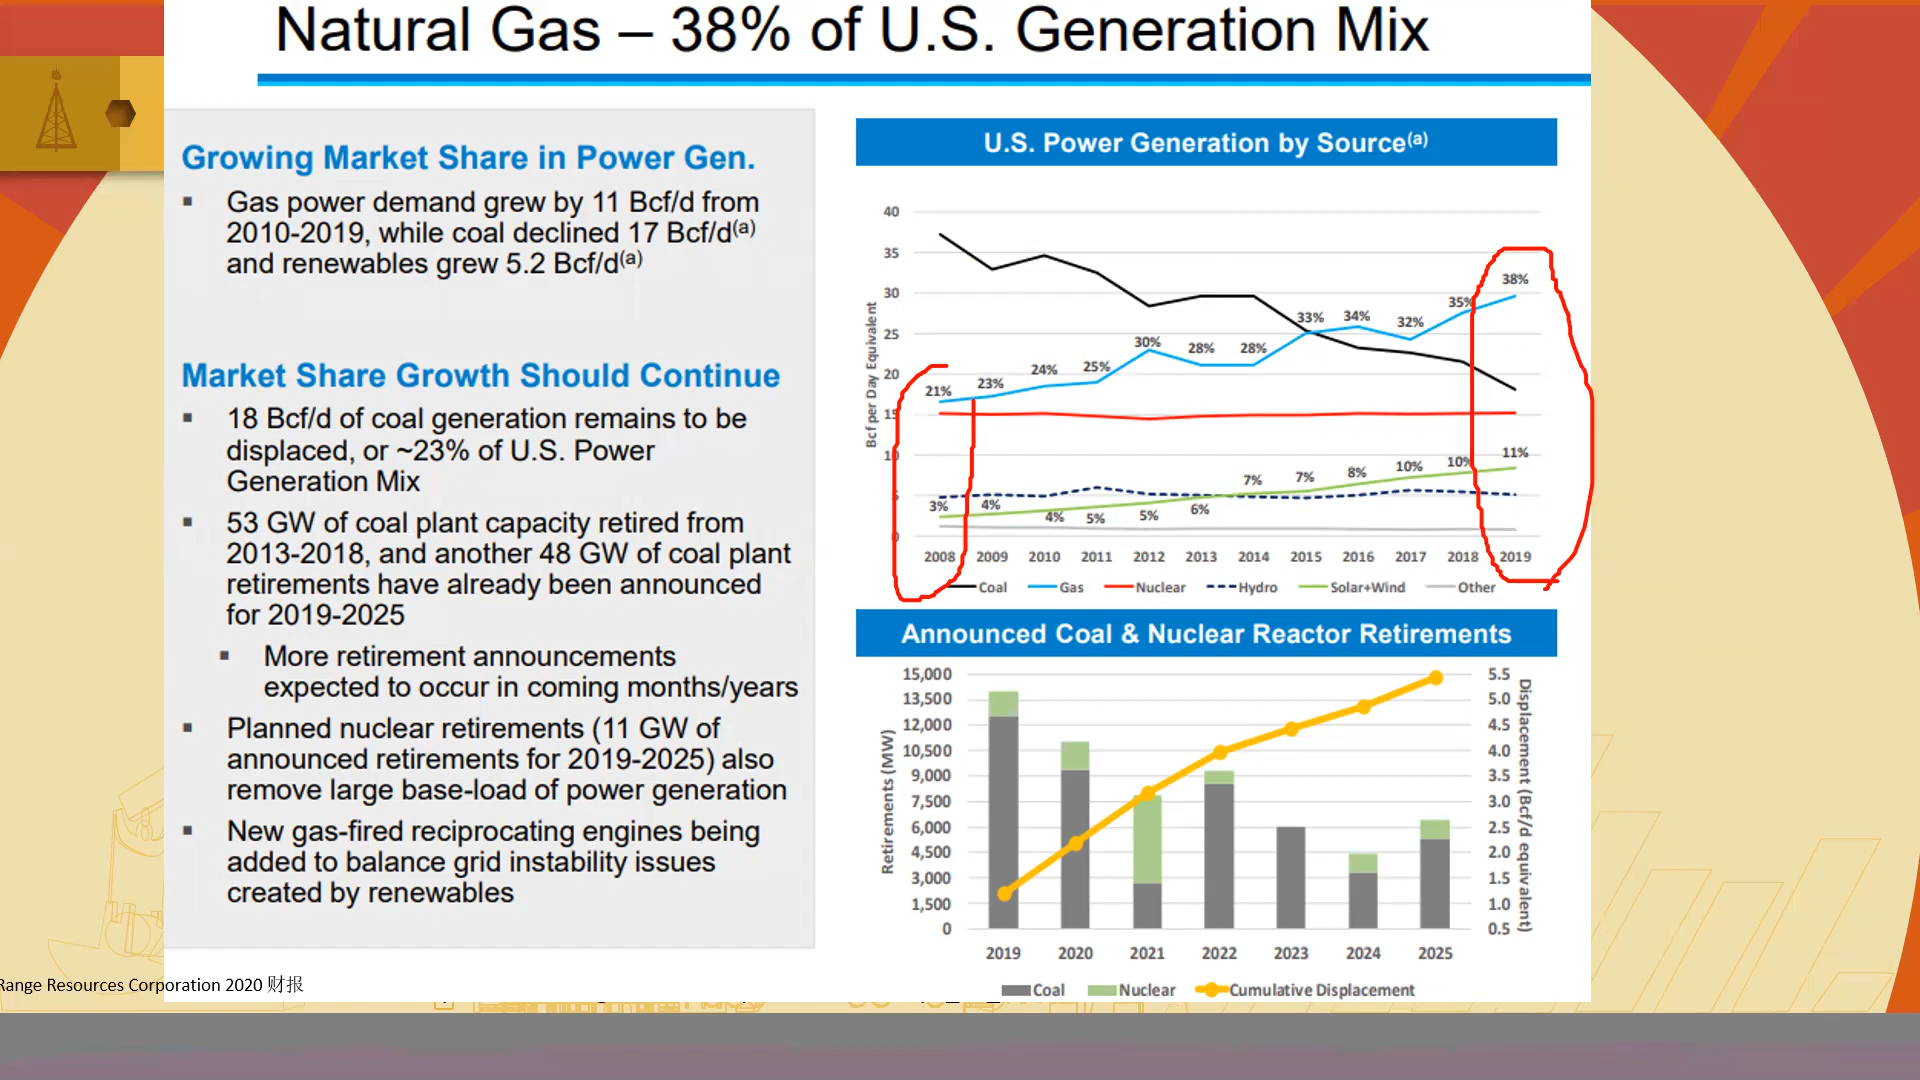 Natural Gas – 38% of U.S. Generation Mix
Growing Market Share in Power Gen.
▪ Gas power demand grew by 11 Bcf/d from
2010-2019, while coal declined 17 Bcf/d(a)
and renewables grew 5.2 Bcf/d(a)
Market Share Growth Should Continue
▪ 18 Bcf/d of coal generation remains to be
displaced, or ~23% of U.S. Power
Generation Mix
▪ 53 GW of coal plant capacity retired from
2013-2018, and another 48 GW of coal plant
retirements have already been announced
for 2019-2025
▪ More retirement announcements
expected to occur in coming months/years
▪ Planned nuclear retirements (11 GW of
announced retirements for 2019-2025) also
remove large base-load of power generation
▪ New gas-fired reciprocating engines being
added to balance grid instability issues
created by renewables
U.S. Power Generation by Source(a)
Bcf per Day Equivalent
40
35
30
25
20
15
10
5
0
21% 23% 24% 25% 30% 28% 28% 33% 34% 32% 35% 38%
3% 4% 4% 5% 5% 6% 7% 7% 8% 10% 10% 11%
2008 2009 2010 2011 2012 2013 2014 2015 2016 2017 2018 2019
Coal Gas Nuclear Hydro Solar+Wind Other
Announced Coal & Nuclear Reactor Retirements
Retirements (MW)
15,000
13,500
12,000
10,500
9,000
7,500
6,000
4,500
3,000
1,500
0
5.5
5.0
4.5
4.0
3.5
3.0
2.5
2.0
1.5
1.0
0.5
Displacement (Bcf/d equivalent)
2019 2020 2021 2022 2023 2024 2025
Coal Nuclear Cumulative Displacement
Range Resources Corporation 2020 财报